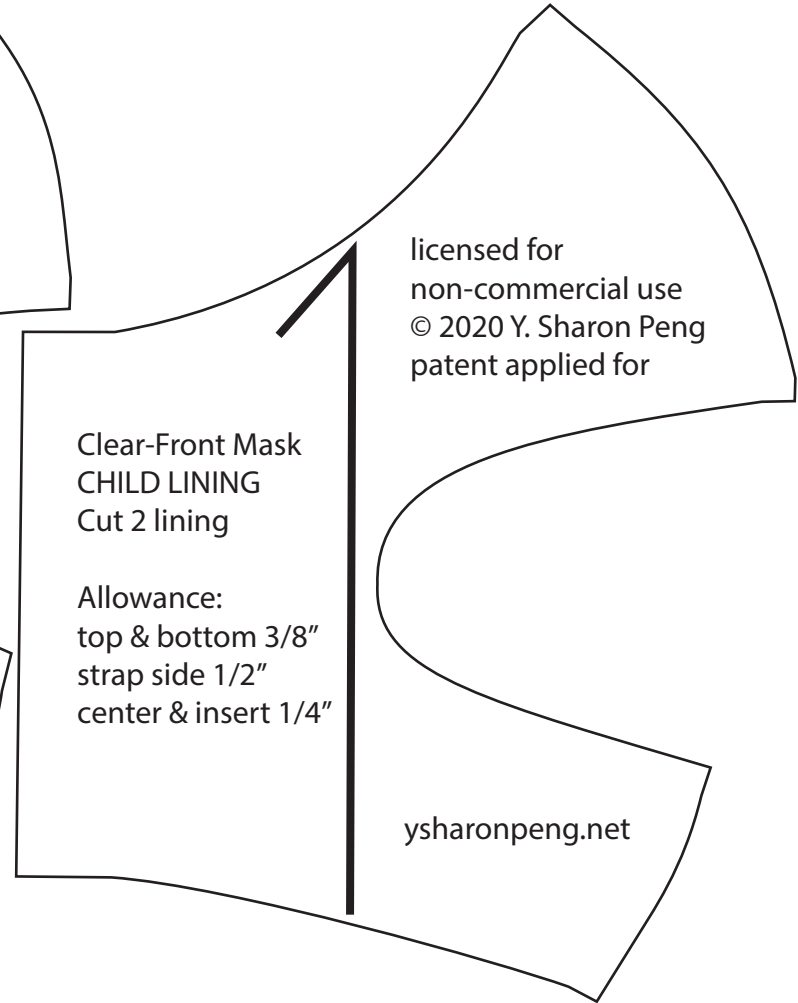 licensed for
non-commercial use
© 2020 Y. Sharon Peng
patent applied for
Clear-Front Mask
CHILD LINING
Cut 2 lining
Allowance:
top & bottom 3/8”
strap side 1/2”
center & insert 1/4”
ysharonpeng.net